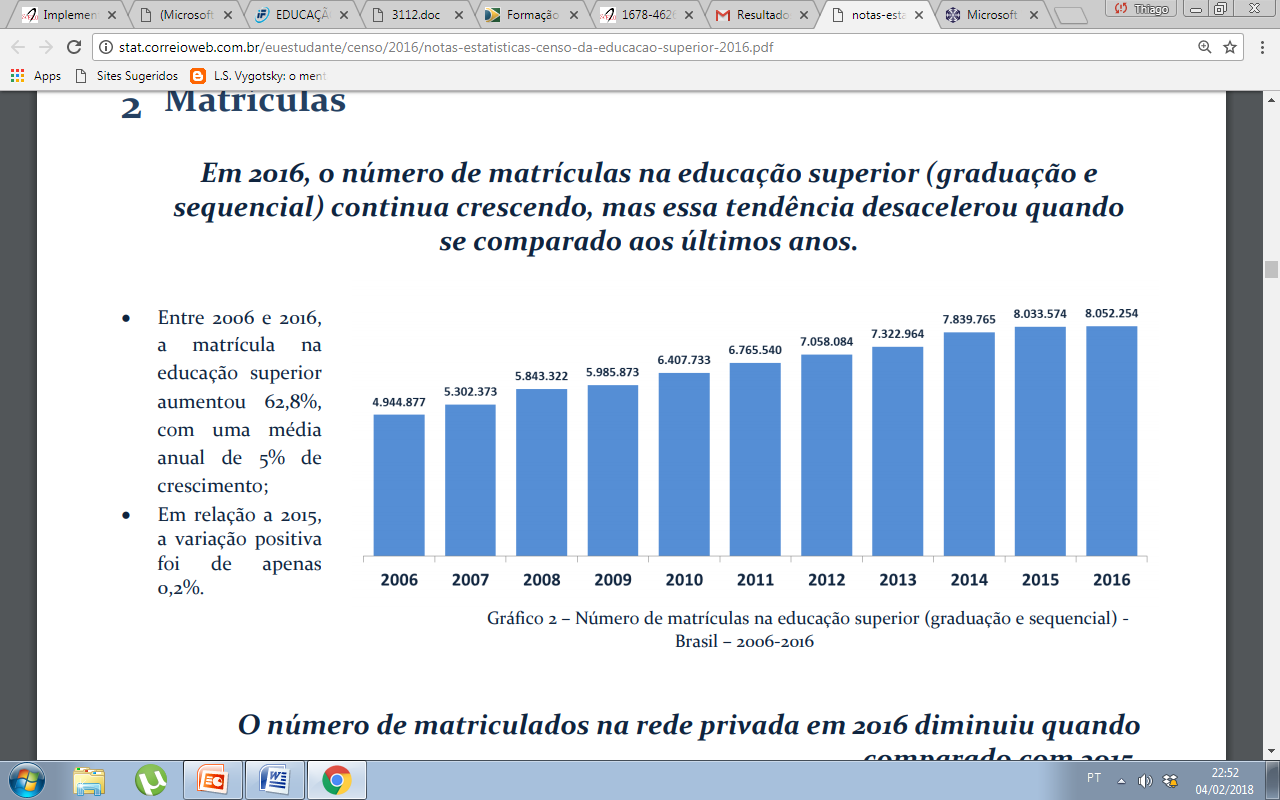 Implemen
(Microsoft
EDUCAÇÃ
3112.doc
Formação
1678-462
Resultado
notas-esta
Microsoft
Thiago
stat.correioweb.com.br/euestudante/censo/2016/notas-estatisticas-censo-da-educacao-superior-2016.pdf
Apps
Sites Sugeridos
L.S. Vygotsky: o ment
2 Matrículas
Em 2016, o número de matrículas na educação superior (graduação e
sequencial) continua crescendo, mas essa tendência desacelerou quando
se comparado aos últimos anos.
• Entre 2006 e 2016,
a matrícula na
educação superior
aumentou 62,8%,
com uma média
anual de 5% de
crescimento;
• Em relação a 2015,
a variação positiva
foi de apenas
0,2%.
4.944.877
5.302.373
5.843.322
5.985.873
6.407.733
6.765.540
7.058.084
7.322.964
7.839.765
8.033.574
8.052.254
2006 2007 2008 2009 2010 2011 2012 2013 2014 2015 2016
Gráfico 2 – Número de matrículas na educação superior (graduação e sequencial) -
Brasil – 2006-2016
O número de matriculados na rede privada em 2016 diminuiu quando
comparado com 2015.
PT
22:52
04/02/2018